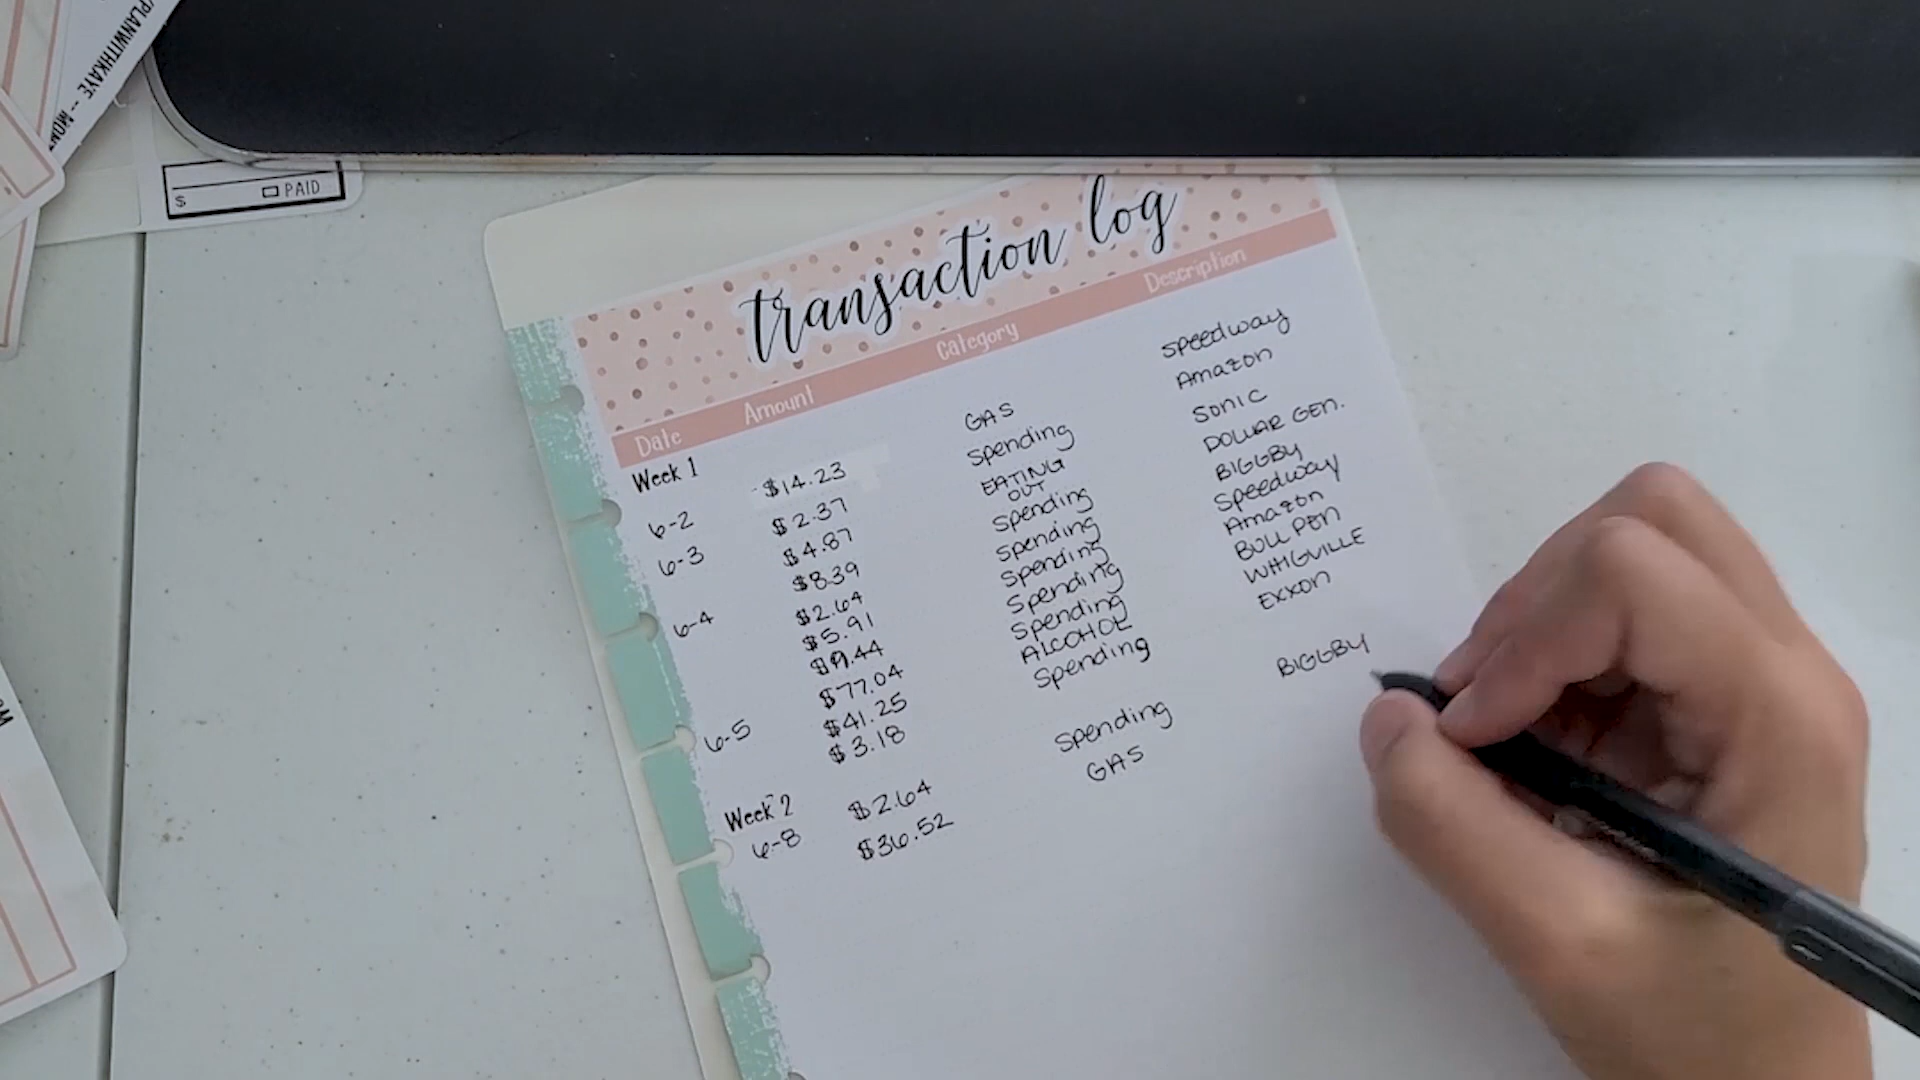 PLANWITHKAYE --
$ PAID
transaction log
Date Amount Category Description
Week 1
6-2 $14.23 GAS Speedway
6-3 $2.37 Spending Amazon
$4.87 EATING OUT SONIC
6-4 $8.39 Spending DOLLAR GEN.
$2.64 Spending BIGGBY
$5.91 Spending Speedway
Spending Amazon
6-5 $77.04 Spending BULL PEN
$41.25 ALCOHOL WHIGVILLE
$3.18 Spending EXXON
Week 2
6-8 $2.64 Spending BIGGBY
$36.52 GAS